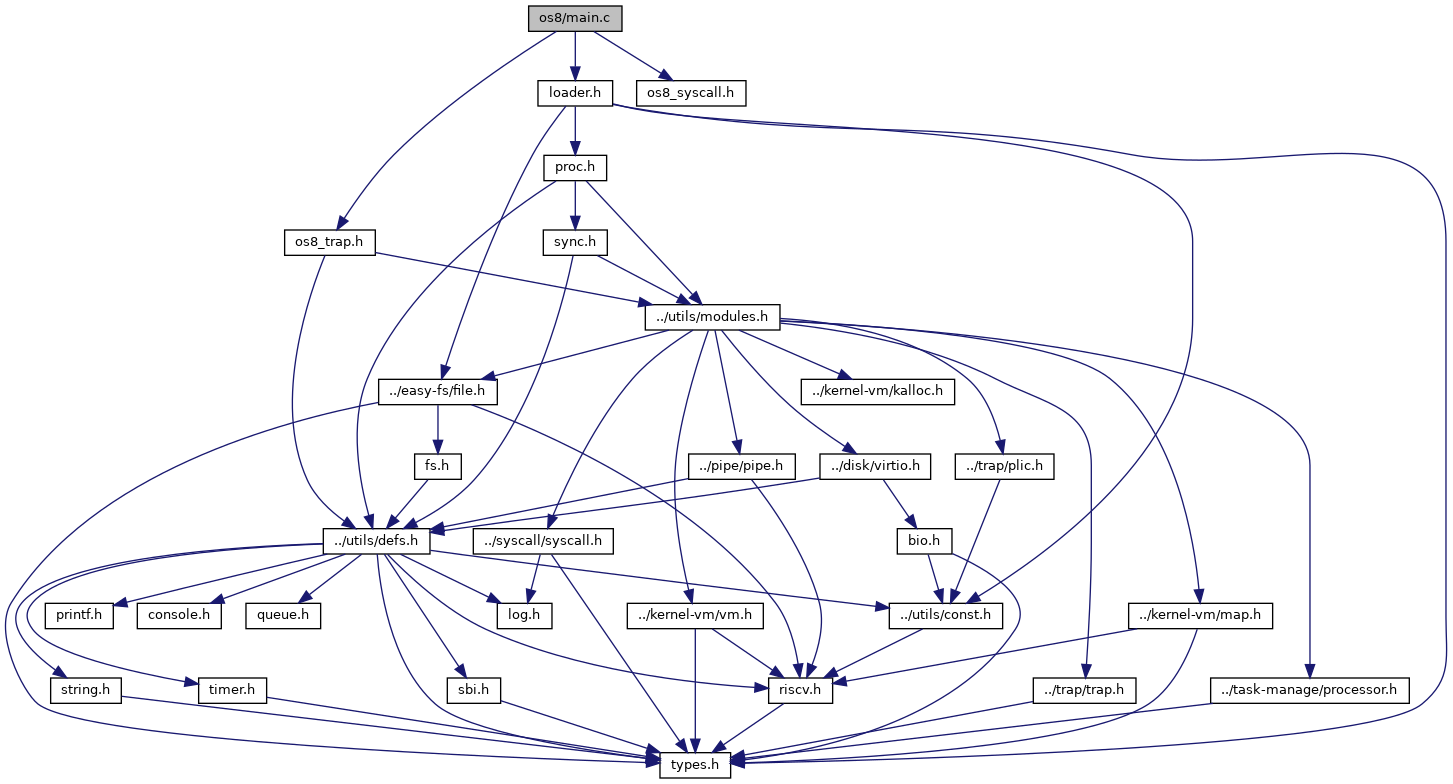 os8/main.c
loader.h
os8_syscall.h
proc.h
os8_trap.h
sync.h
../utils/modules.h
../easy-fs/file.h
../kernel-vm/kalloc.h
fs.h
../pipe/pipe.h
../disk/virtio.h
../trap/plic.h
../utils/defs.h
../syscall/syscall.h
bio.h
printf.h
console.h
queue.h
log.h
../kernel-vm/vm.h
../utils/const.h
../kernel-vm/map.h
string.h
timer.h
sbi.h
riscv.h
../trap/trap.h
../task-manage/processor.h
types.h